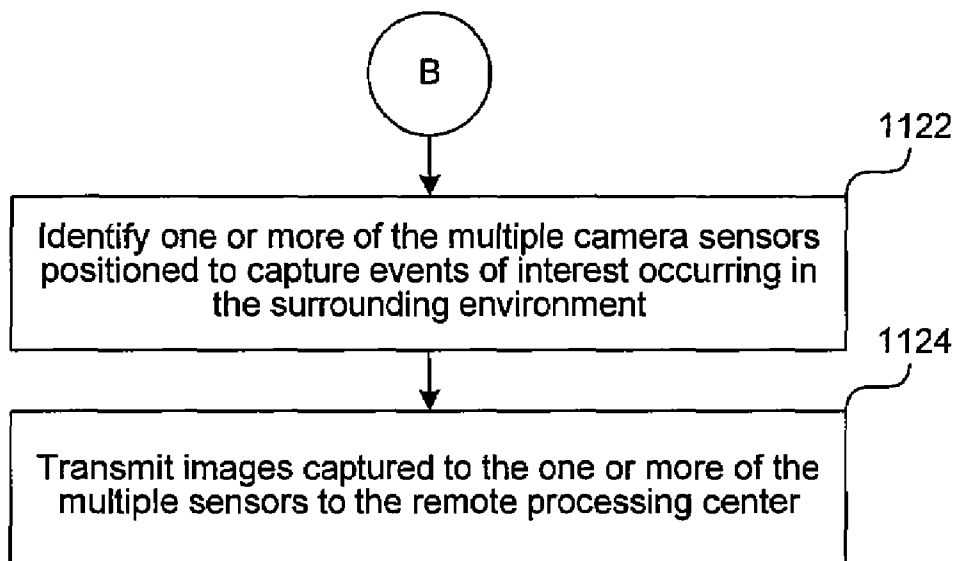 B
1122
Identify one or more of the multiple camera sensors
positioned to capture events of interest occurring in
the surrounding environment
1124
Transmit images captured to the one or more of the
multiple sensors to the remote processing center